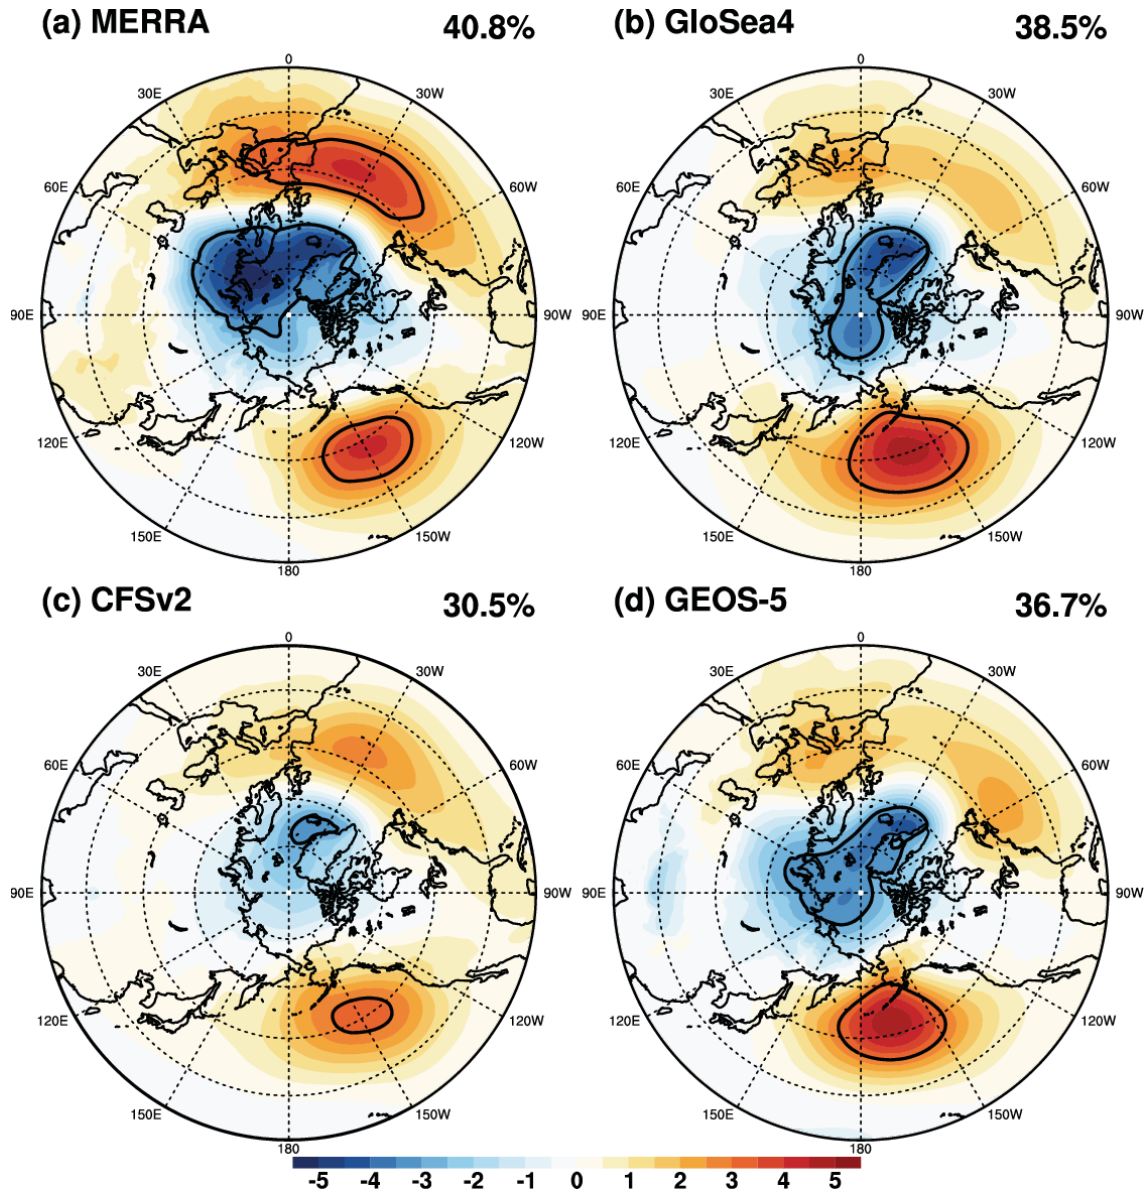 (a) MERRA 40.8%
(b) GloSea4 38.5%
0
30E 30W
60E 60W
90E 90W
120E 120W
150E 150W
180
0
30E 30W
60E 60W
90E 90W
120E 120W
150E 150W
180
(c) CFSv2 30.5%
(d) GEOS-5 36.7%
0
30E 30W
60E 60W
90E 90W
120E 120W
150E 150W
180
0
30E 30W
60E 60W
90E 90W
120E 120W
150E 150W
180
-5 -4 -3 -2 -1 0 1 2 3 4 5